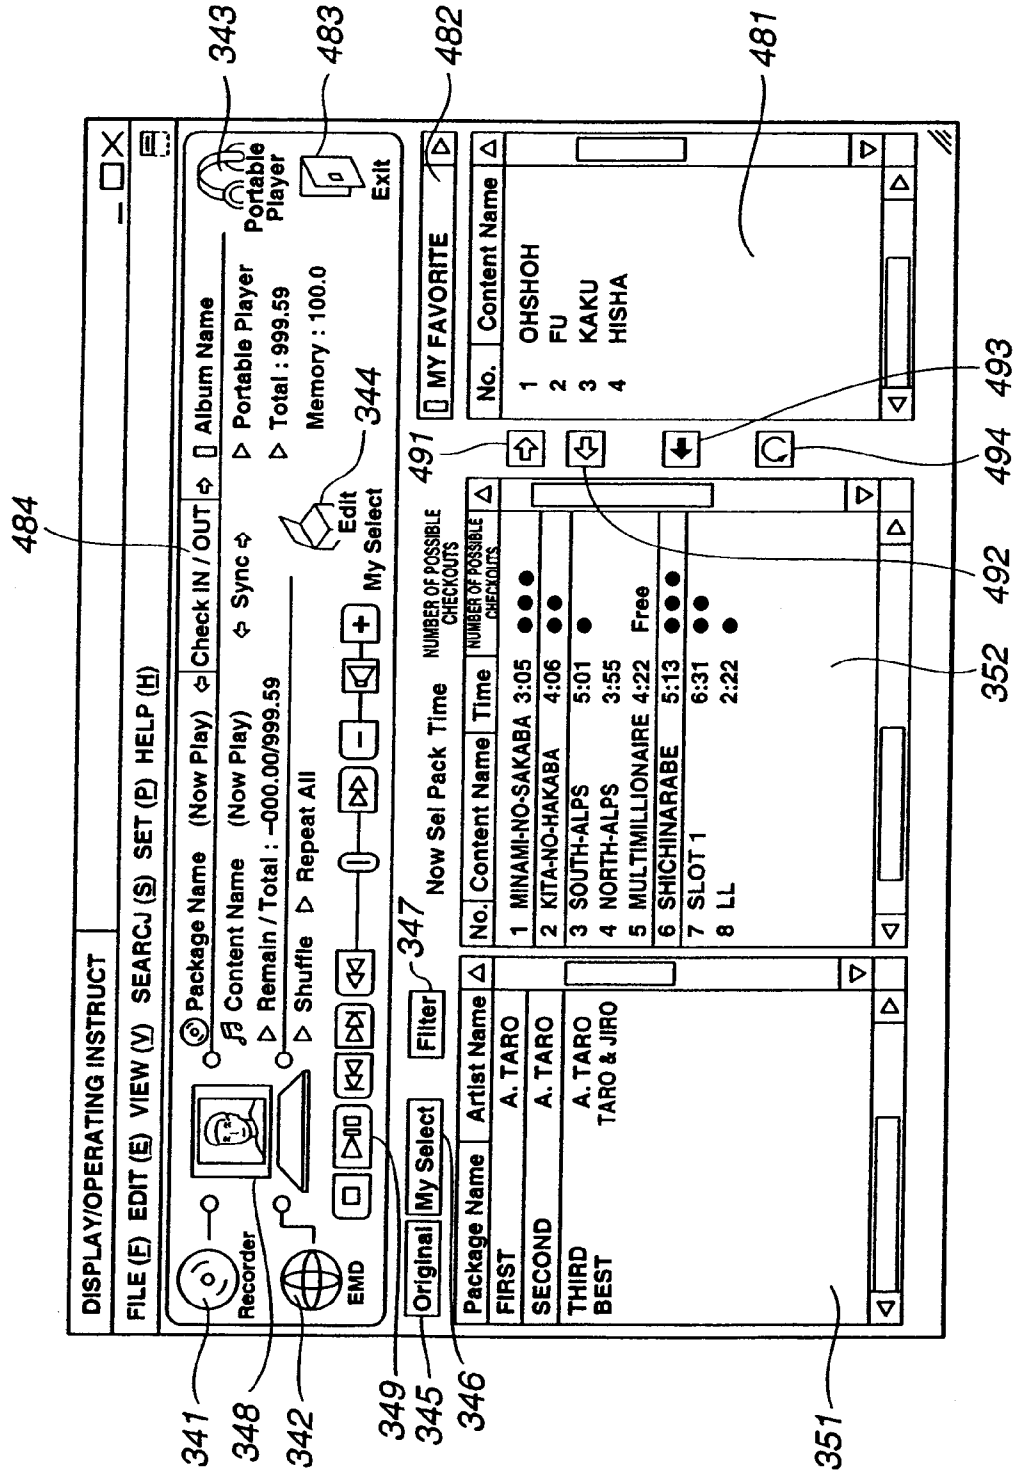 DISPLAY/OPERATING INSTRUCT
FILE (F) EDIT (E) VIEW (V) SEARCJ (S) SET (P) HELP (H)
Recorder
EMD
Package Name (Now Play)
Check IN / OUT
Album Name
Content Name (Now Play)
Sync
Portable Player
Remain / Total : –000.00/999.59
Total : 999.59
Memory : 100.0
Shuffle Repeat All
Edit
My Select
Portable
Player
Exit
Original
My Select
Filter
Now Sel Pack Time
NUMBER OF POSSIBLE
CHECKOUTS
MY FAVORITE
Package Name Artist Name
FIRST A. TARO
SECOND A. TARO
THIRD A. TARO
BEST TARO & JIRO
No. Content Name Time NUMBER OF POSSIBLE
CHECKOUTS
1 MINAMI-NO-SAKABA 3:05 ●●●
2 KITA-NO-HAKABA 4:06 ●●
3 SOUTH-ALPS 5:01 ●
4 NORTH-ALPS 3:55
5 MULTIMILLIONAIRE 4:22 Free
6 SHICHINARABE 5:13 ●●●
7 SLOT 1 6:31 ●●
8 LL 2:22 ●
No. Content Name
1 OHSHOH
2 FU
3 KAKU
4 HISHA
341
348
342
349
345
346
351
347
484
344
491
492
352
494
493
343
483
482
481